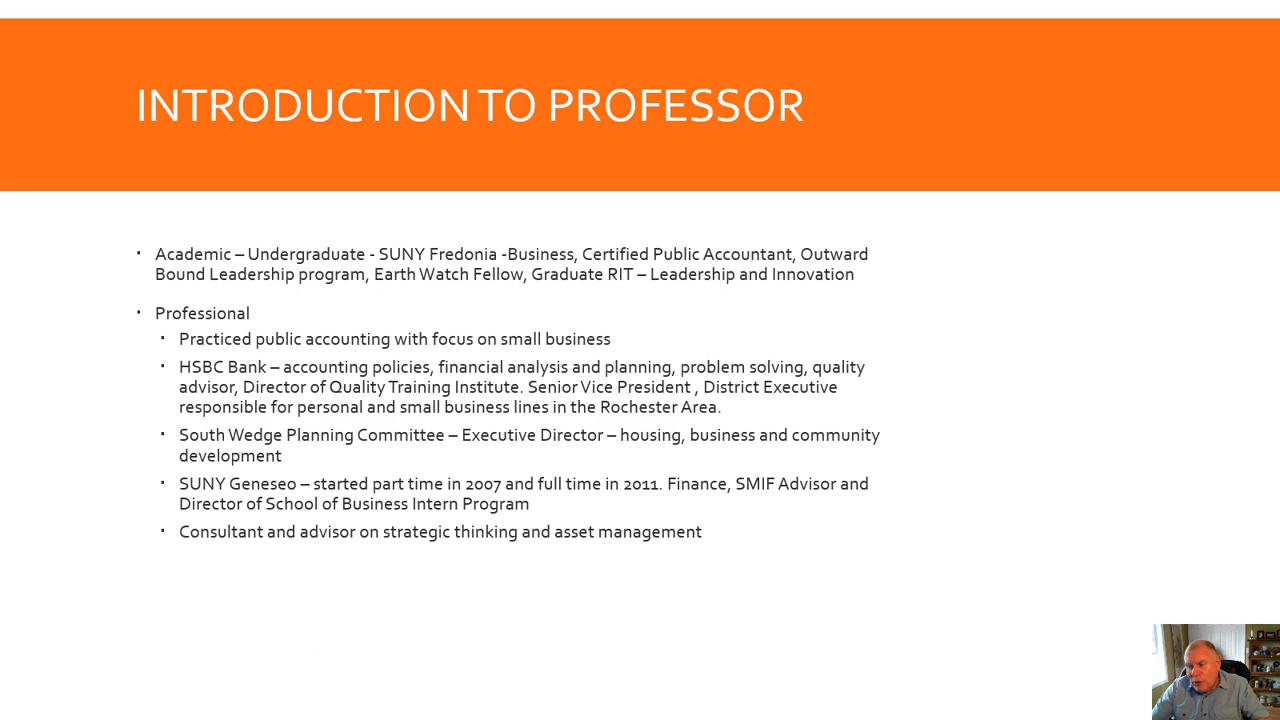 INTRODUCTION TO PROFESSOR
▪ Academic – Undergraduate - SUNY Fredonia -Business, Certified Public Accountant, Outward
Bound Leadership program, Earth Watch Fellow, Graduate RIT – Leadership and Innovation
▪ Professional
▪ Practiced public accounting with focus on small business
▪ HSBC Bank – accounting policies, financial analysis and planning, problem solving, quality
advisor, Director of Quality Training Institute. Senior Vice President , District Executive
responsible for personal and small business lines in the Rochester Area.
▪ South Wedge Planning Committee – Executive Director – housing, business and community
development
▪ SUNY Geneseo – started part time in 2007 and full time in 2011. Finance, SMIF Advisor and
Director of School of Business Intern Program
▪ Consultant and advisor on strategic thinking and asset management